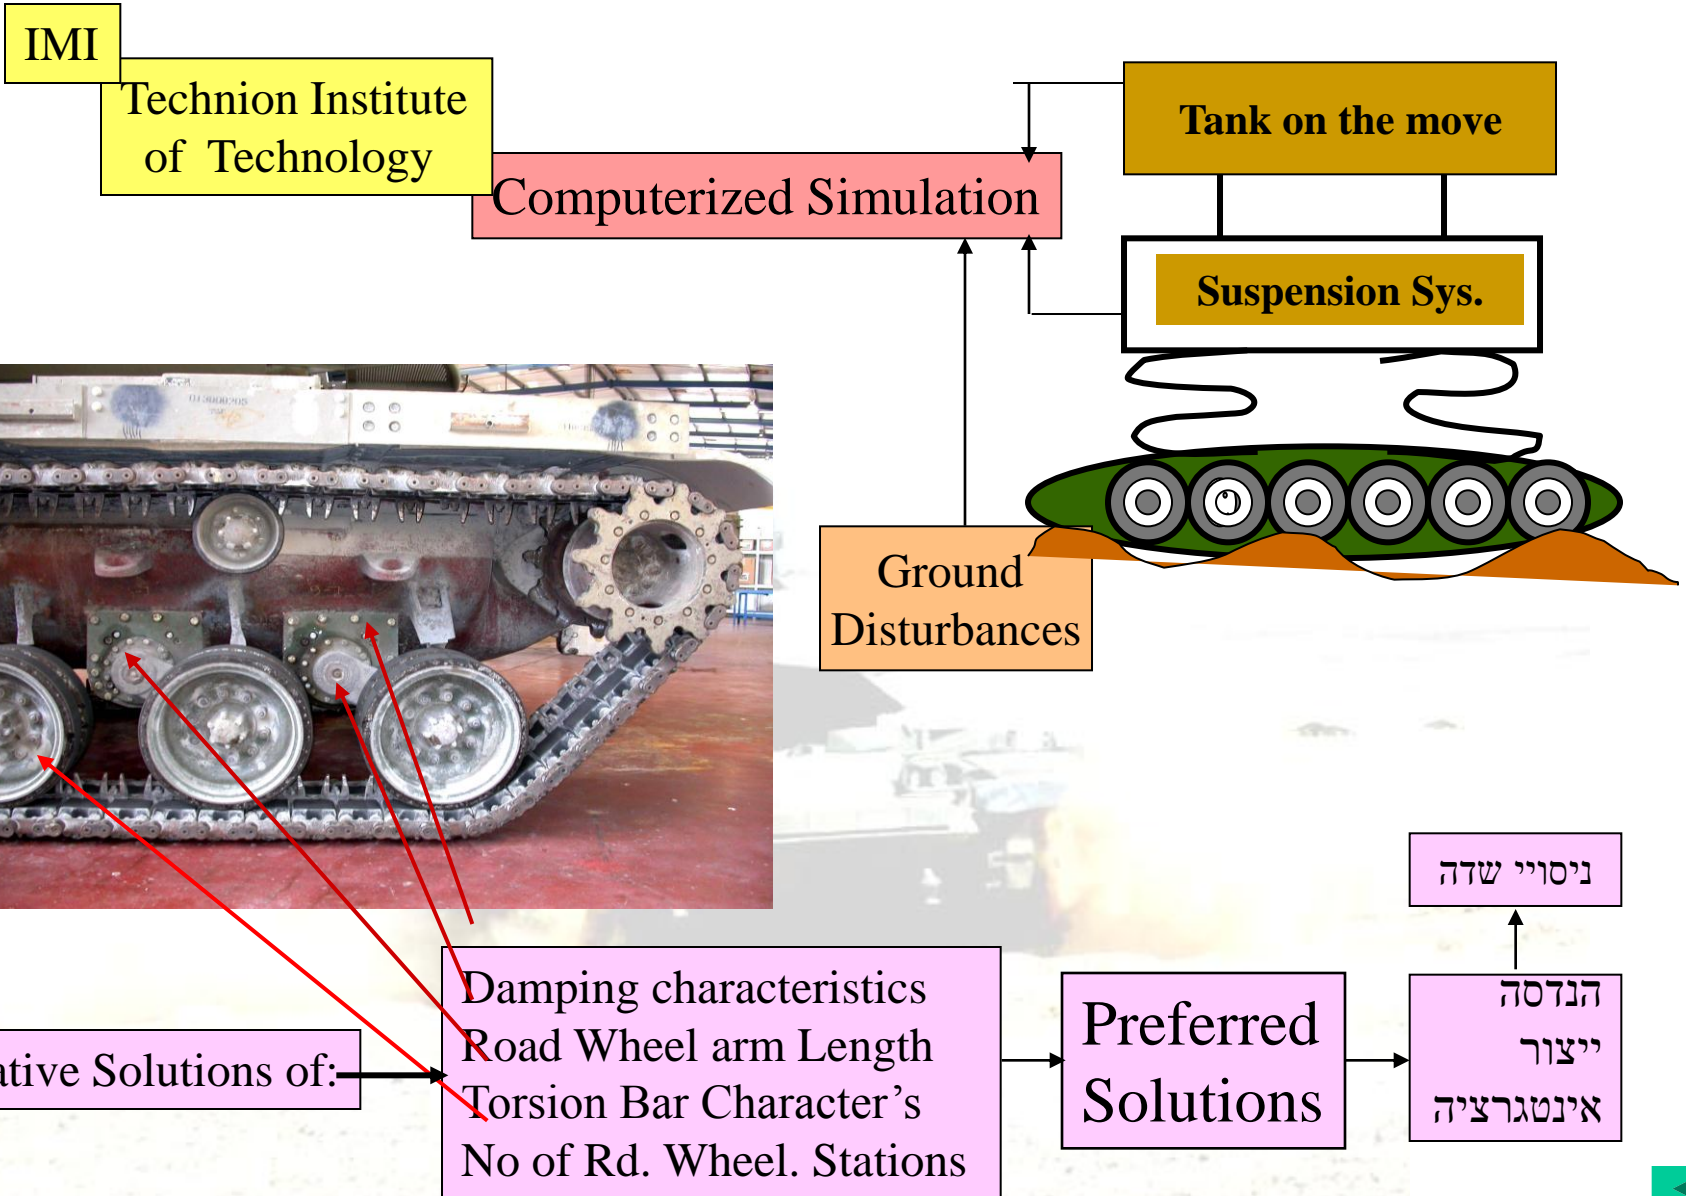 IMI
Technion Institute
of Technology
Computerized Simulation
Tank on the move
Suspension Sys.
Ground
Disturbances
ative Solutions of:
Damping characteristics
Road Wheel arm Length
Torsion Bar Character’s
No of Rd. Wheel. Stations
Preferred
Solutions
ניסויי שדה
הנדסה
ייצור
אינטגרציה